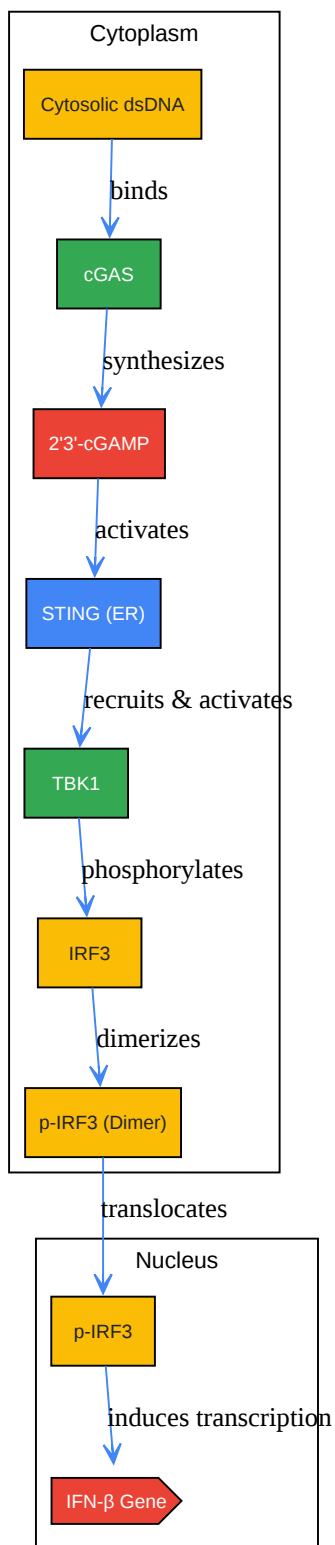 Cytoplasm
Cytosolic dsDNA
binds
cGAS
synthesizes
2'3'-cGAMP
activates
STING (ER)
recruits & activates
TBK1
phosphorylates
IRF3
dimerizes
p-IRF3 (Dimer)
translocates
Nucleus
p-IRF3
induces transcription
IFN-β Gene